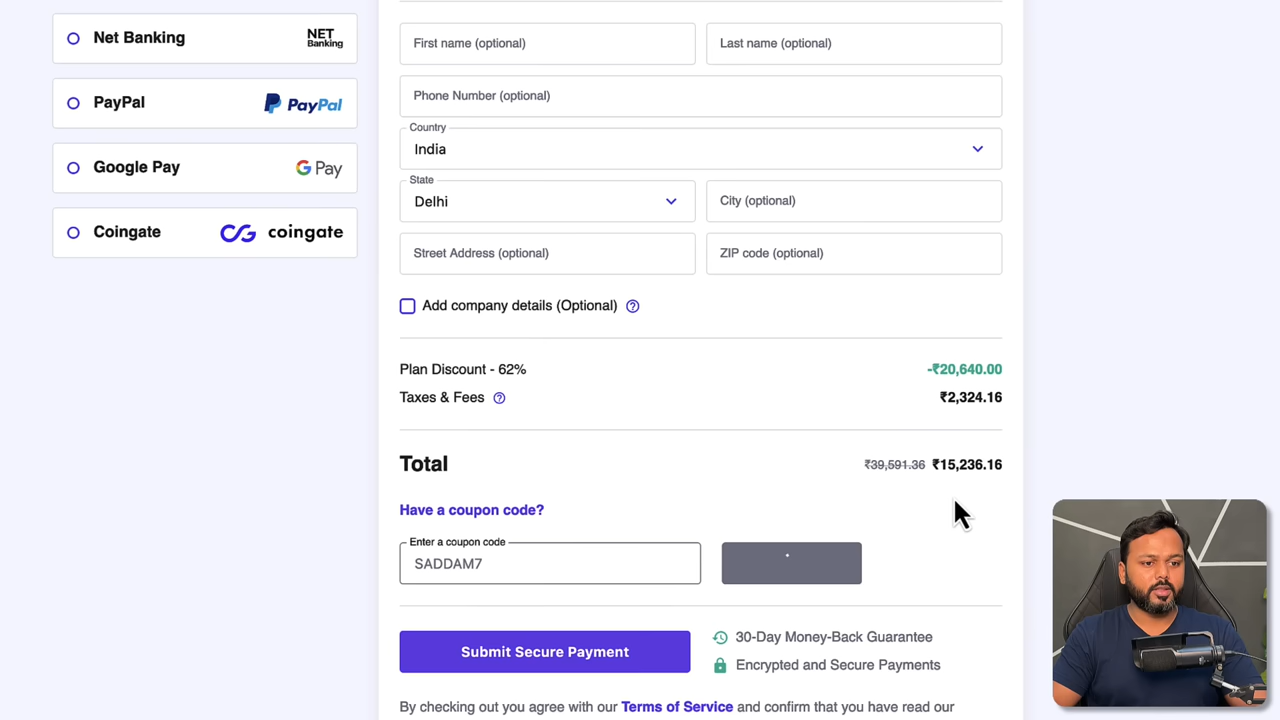 Net Banking
NET
Banking
PayPal
PayPal
Google Pay
G Pay
Coingate
coingate
First name (optional)
Last name (optional)
Phone Number (optional)
Country
India
State
Delhi
City (optional)
Street Address (optional)
ZIP code (optional)
Add company details (Optional) ?
Plan Discount - 62%
-₹20,640.00
Taxes & Fees ?
₹2,324.16
Total
₹39,591.36 ₹15,236.16
Have a coupon code?
Enter a coupon code
SADDAM7
Submit Secure Payment
30-Day Money-Back Guarantee
Encrypted and Secure Payments
By checking out you agree with our Terms of Service and confirm that you have read our